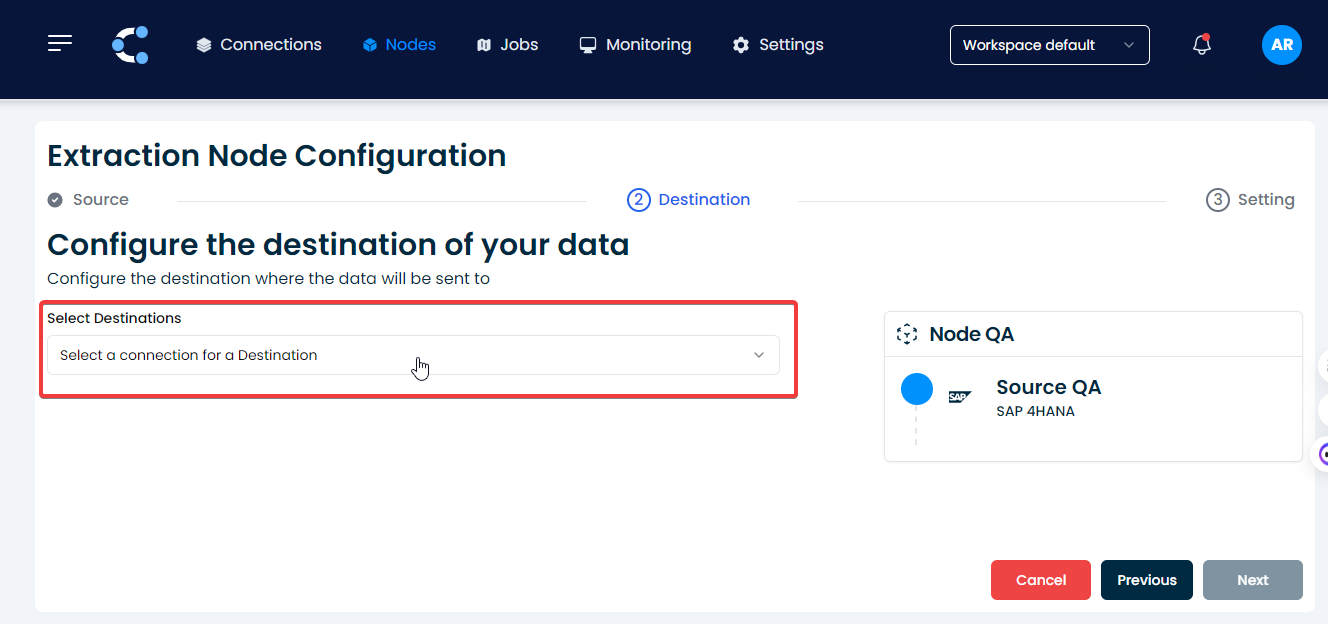 Connections
Nodes
Jobs
Monitoring
Settings
Workspace default
AR
Extraction Node Configuration
Source
2 Destination
3 Setting
Configure the destination of your data
Configure the destination where the data will be sent to
Select Destinations
Select a connection for a Destination
Node QA
SAP
Source QA
SAP 4HANA
Cancel
Previous
Next